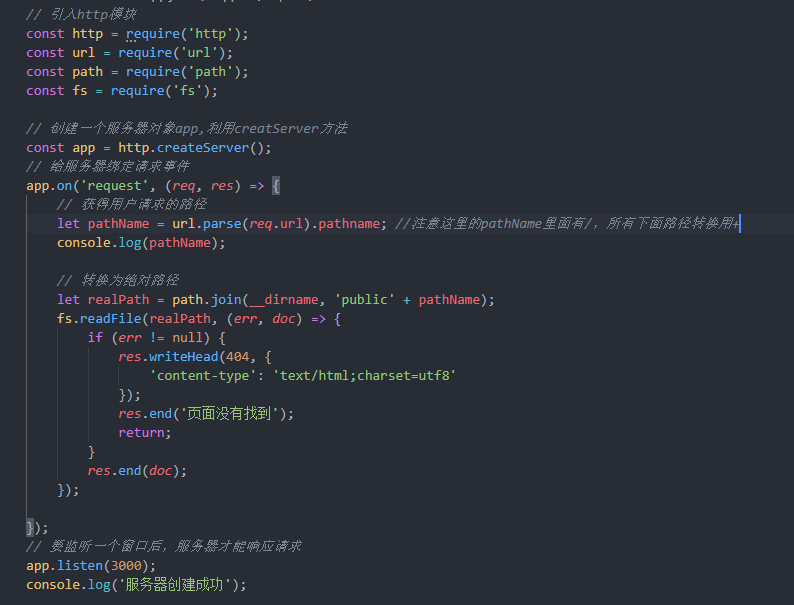 // 引入http模块
const http = require('http');
const url = require('url');
const path = require('path');
const fs = require('fs');
// 创建一个服务器对象app,利用creatServer方法
const app = http.createServer();
// 给服务器绑定请求事件
app.on('request', (req, res) => {
// 获得用户请求的路径
let pathName = url.parse(req.url).pathname; //注意这里的pathName里面有/，所有下面路径转换用+
console.log(pathName);
// 转换为绝对路径
let realPath = path.join(__dirname, 'public' + pathName);
fs.readFile(realPath, (err, doc) => {
if (err != null) {
res.writeHead(404, {
'content-type': 'text/html;charset=utf8'
});
res.end('页面没有找到');
return;
}
res.end(doc);
});
});
// 要监听一个窗口后，服务器才能响应请求
app.listen(3000);
console.log('服务器创建成功');